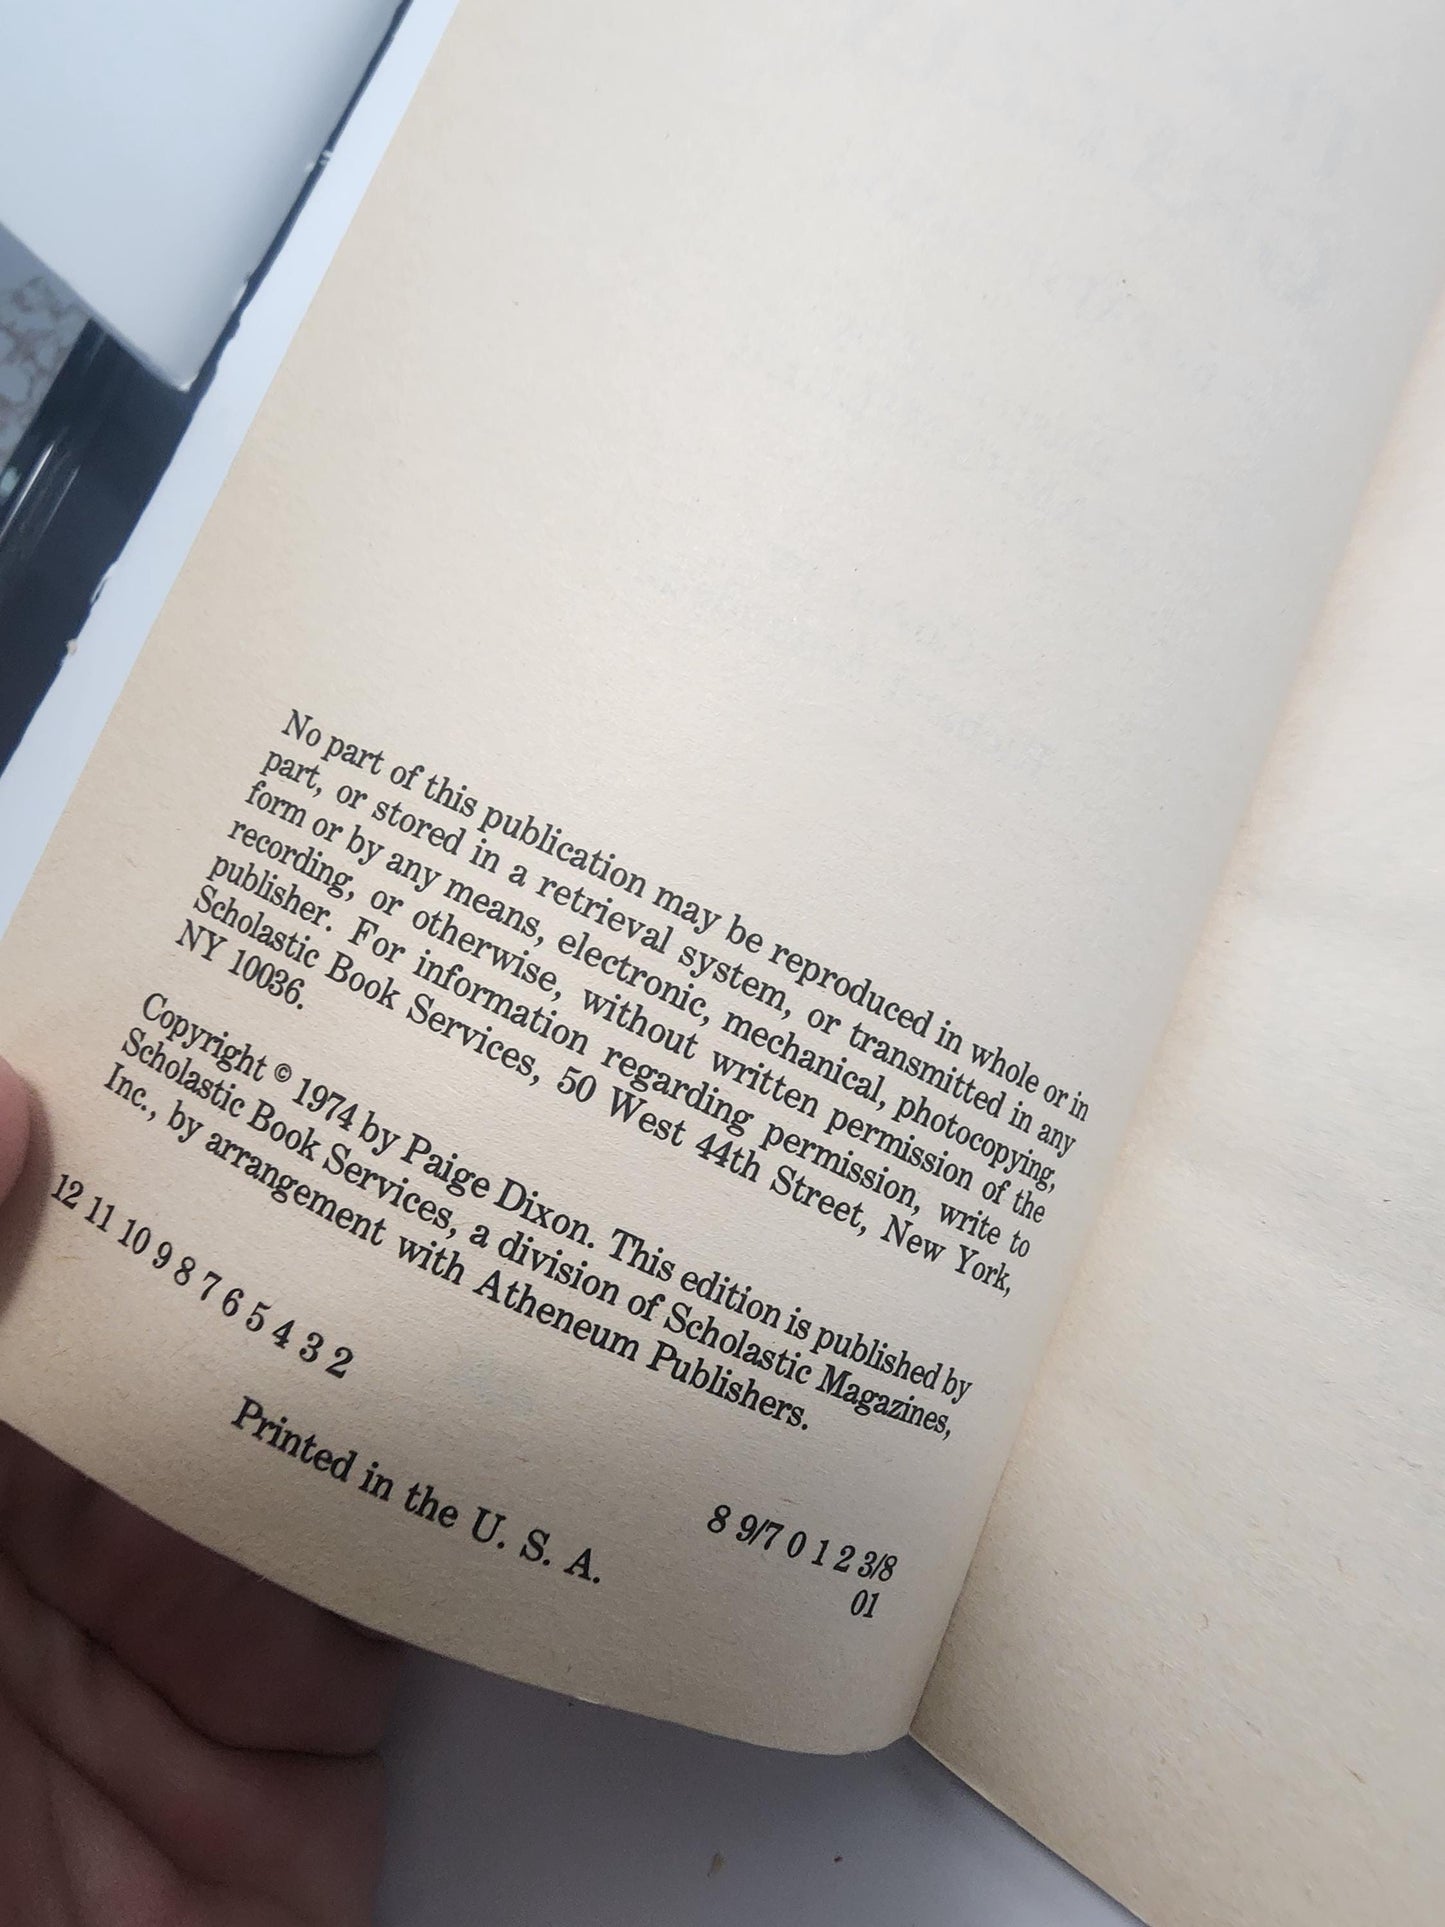 No part of this publication may be reproduced in whole or in
part, or stored in a retrieval system, or transmitted in any
form or by any means, electronic, mechanical, photocopying,
recording, or otherwise, without written permission of the
publisher. For information regarding permission, write to
Scholastic Book Services, 50 West 44th Street, New York,
NY 10036.
Copyright © 1974 by Paige Dixon. This edition is published by
Scholastic Book Services, a division of Scholastic Magazines,
Inc., by arrangement with Atheneum Publishers.
12 11 10 9 8 7 6 5 4 3 2
8 9/7 0 1 2 3/8
Printed in the U. S. A.
01